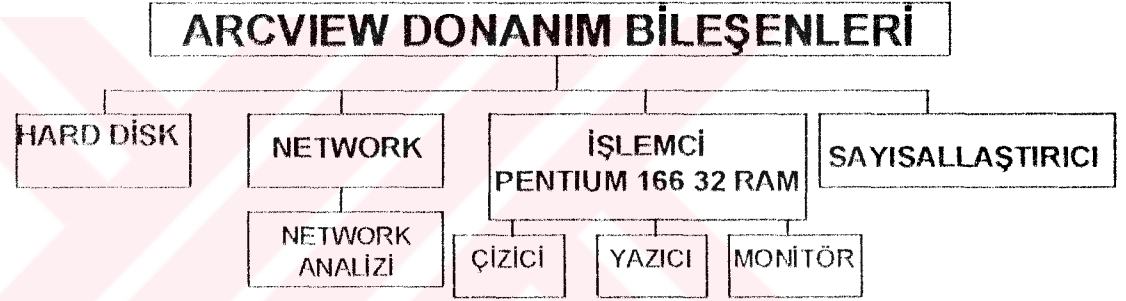 ARCVIEW DONANIM BİLEŞENLERİ
HARD DİSK
NETWORK
İŞLEMCİ
PENTIUM 166 32 RAM
SAYISALLAŞTIRICI
NETWORK
ANALİZİ
ÇİZİCİ
YAZICI
MONİTÖR